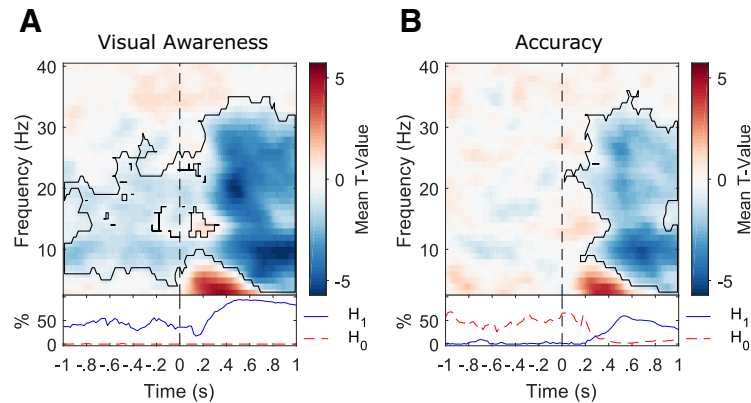 A
Visual Awareness
40
30
20
10
Frequency (Hz)
5
0
-5
Mean T-Value
50
0
%
-1 -.8 -.6 -.4 -.2 0 .2 .4 .6 .8 1
Time (s)
H1
H0
B
Accuracy
40
30
20
10
Frequency (Hz)
5
0
-5
Mean T-Value
50
0
%
-1 -.8 -.6 -.4 -.2 0 .2 .4 .6 .8 1
Time (s)
H1
H0